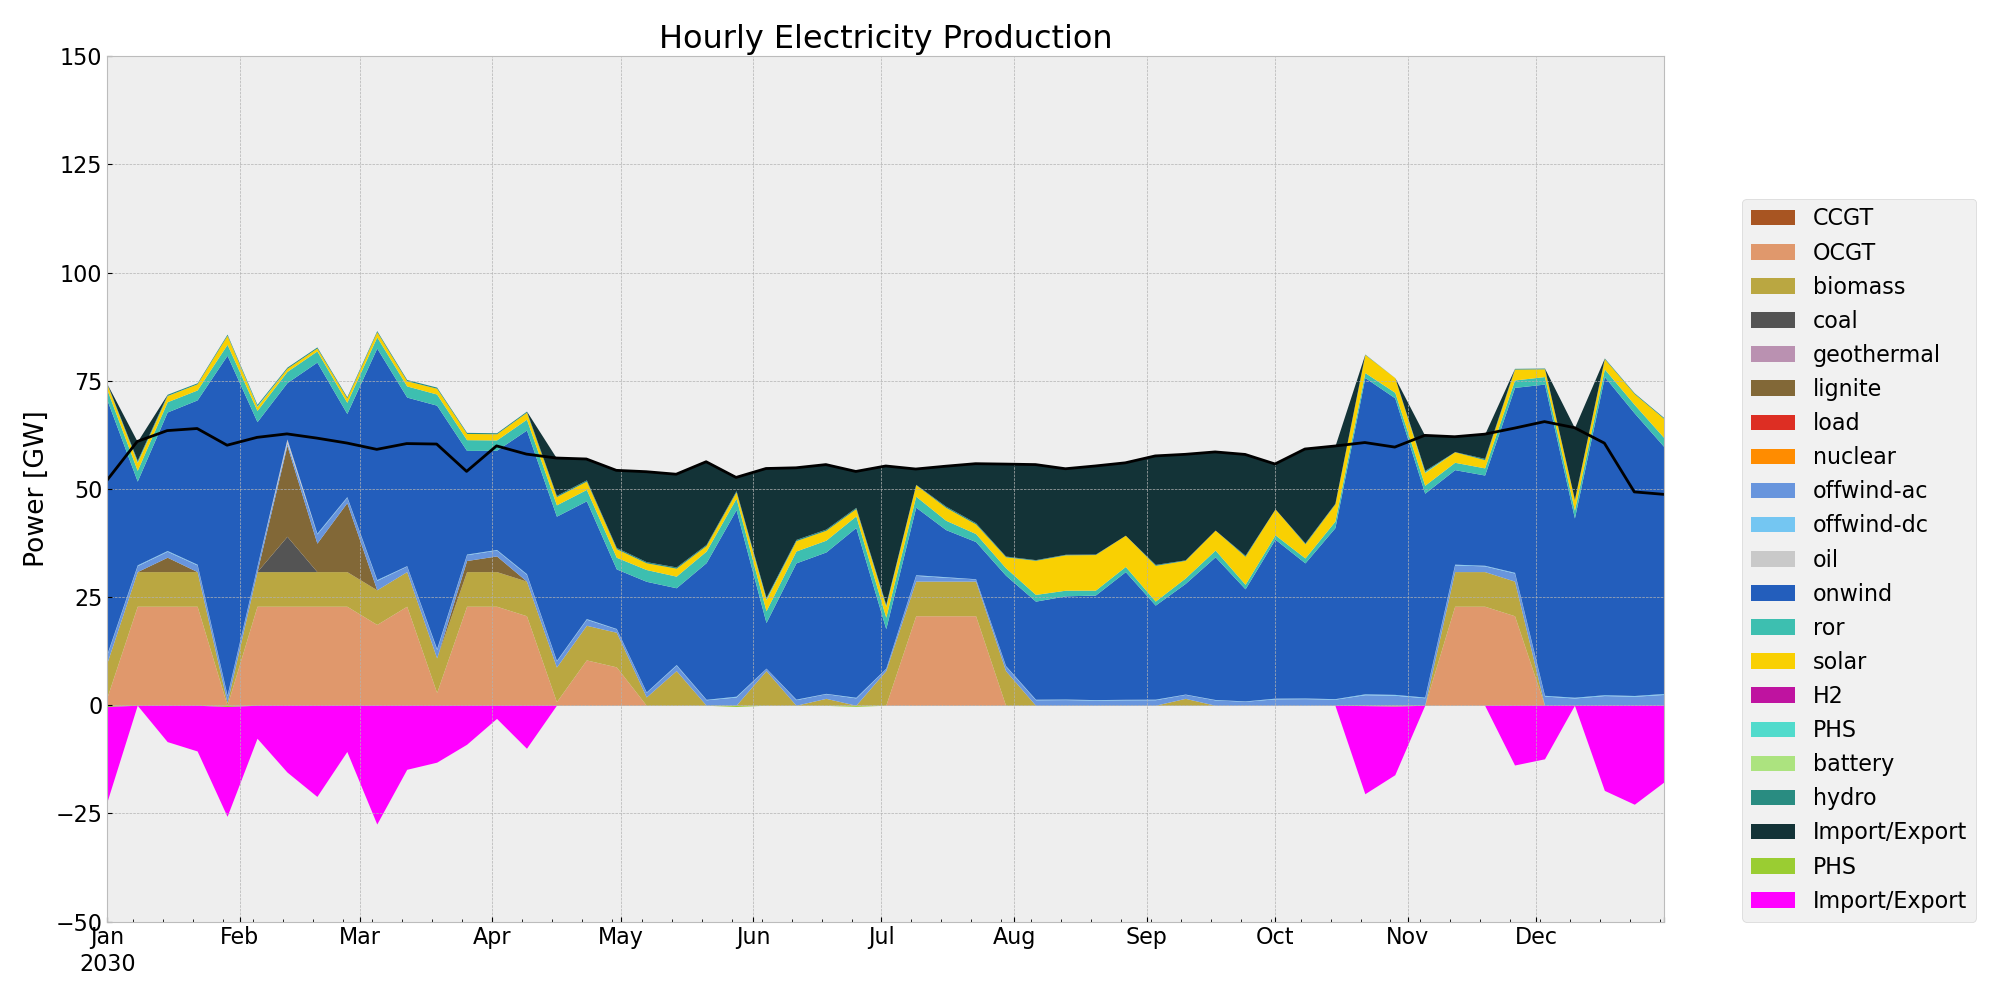 Hourly Electricity Production
Power [GW]
150
125
100
75
50
25
0
−25
−50
Jan
2030
Feb
Mar
Apr
May
Jun
Jul
Aug
Sep
Oct
Nov
Dec
CCGT
OCGT
biomass
coal
geothermal
lignite
load
nuclear
offwind-ac
offwind-dc
oil
onwind
ror
solar
H2
PHS
battery
hydro
Import/Export
PHS
Import/Export